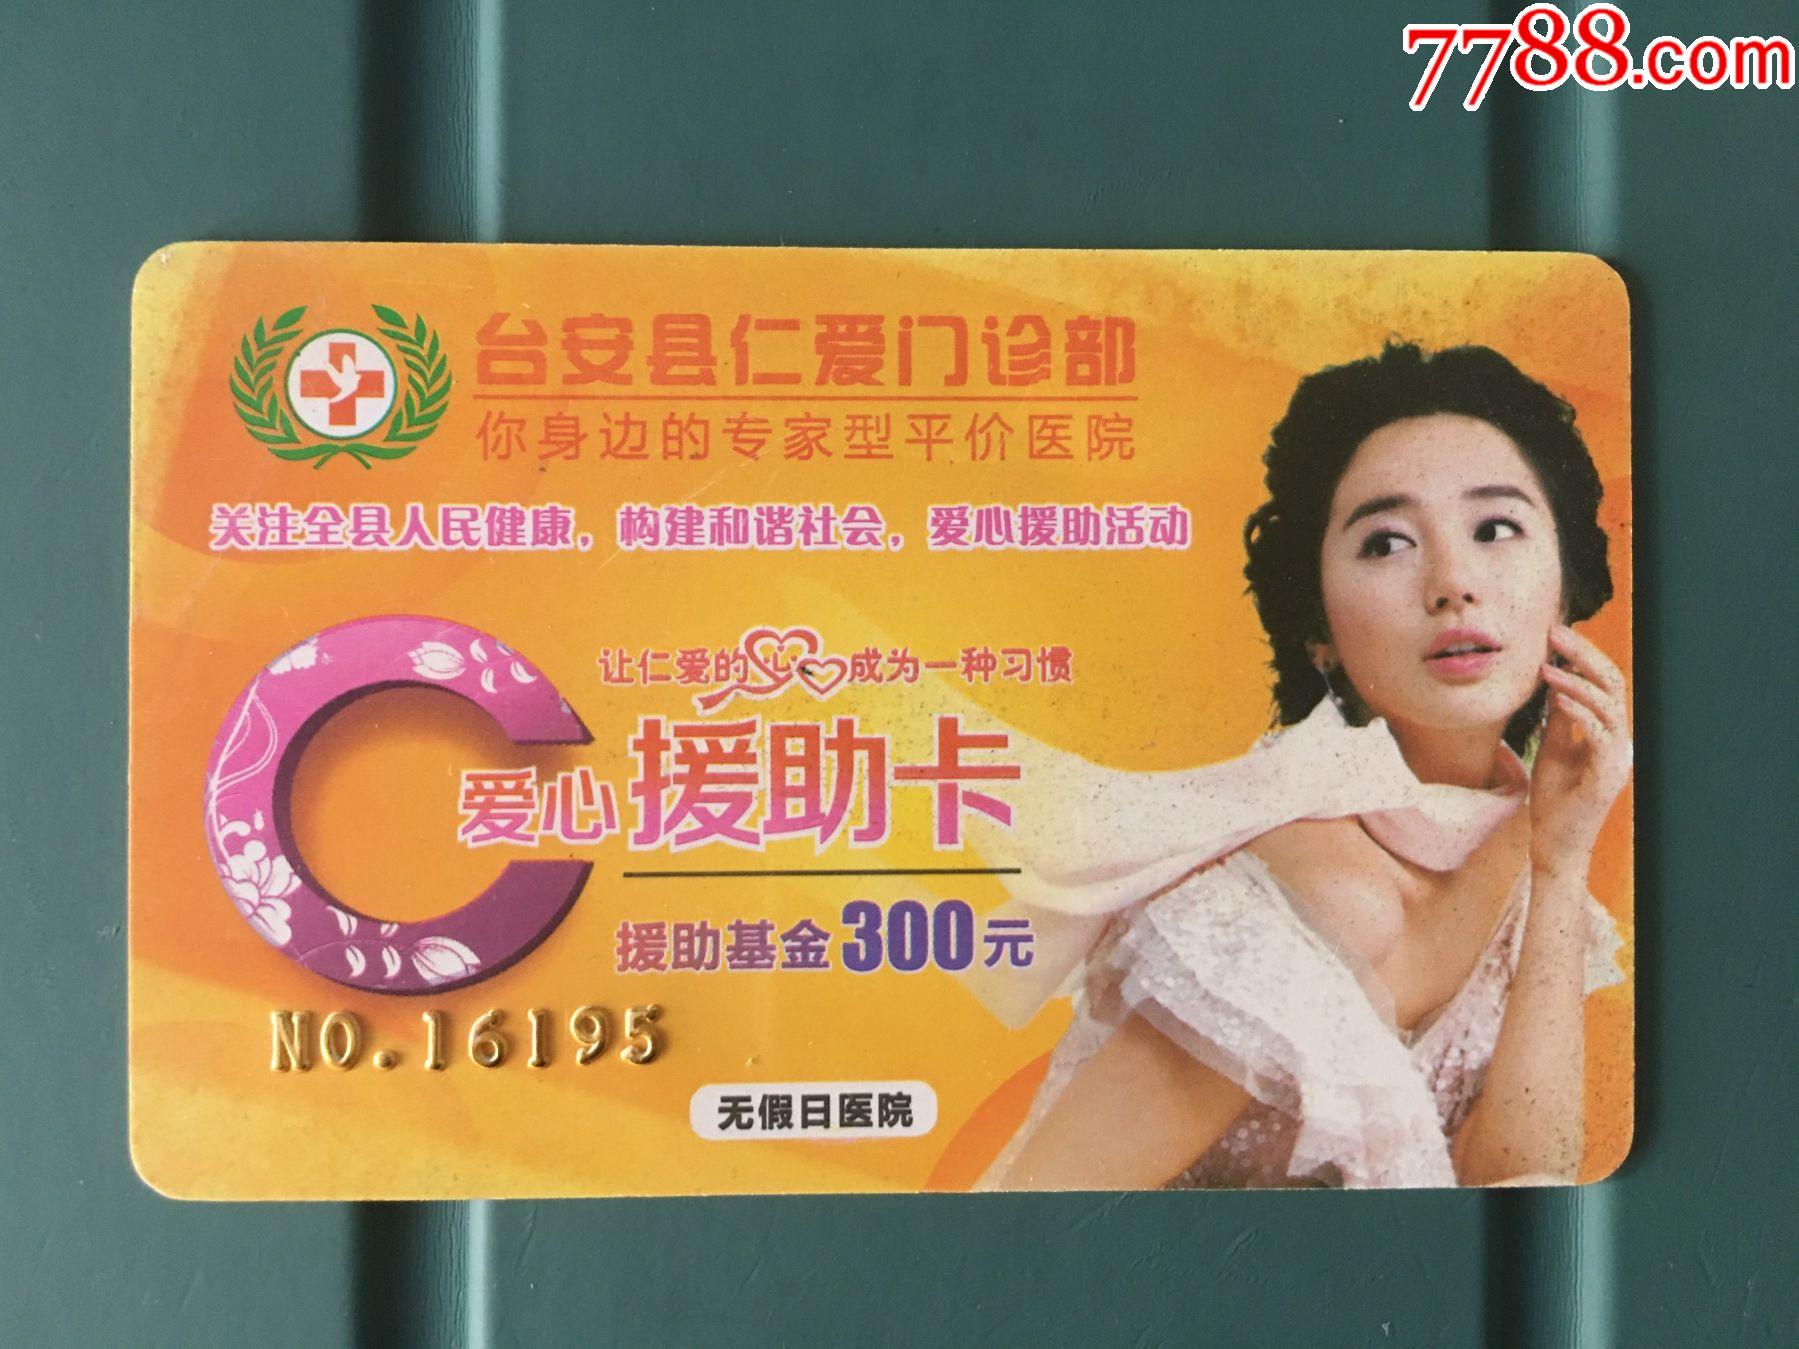 7788.com
台安县仁爱门诊部
你身边的专家型平价医院
关注全县人民健康，构建和谐社会，爱心援助活动
让仁爱的心成为一种习惯
爱心援助卡
援助基金300元
NO.16195
无假日医院